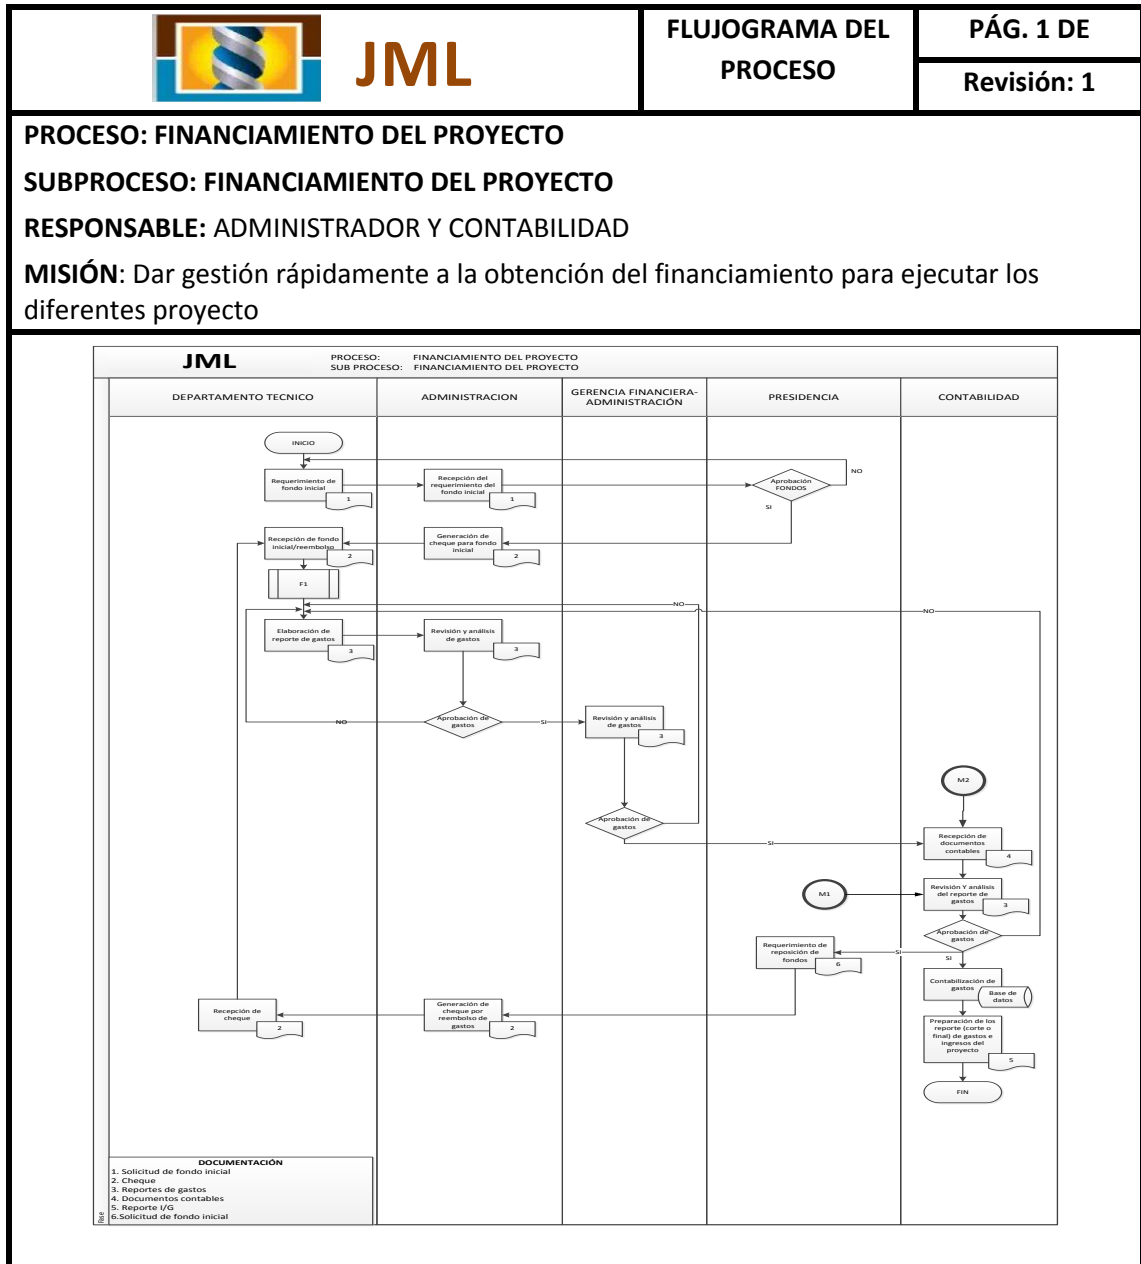 JML
FLUJOGRAMA DEL
PROCESO
PÁG. 1 DE
Revisión: 1
PROCESO: FINANCIAMIENTO DEL PROYECTO
SUBPROCESO: FINANCIAMIENTO DEL PROYECTO
RESPONSABLE: ADMINISTRADOR Y CONTABILIDAD
MISIÓN: Dar gestión rápidamente a la obtención del financiamiento para ejecutar los
diferentes proyecto
JML
PROCESO: FINANCIAMIENTO DEL PROYECTO
SUB PROCESO: FINANCIAMIENTO DEL PROYECTO
DEPARTAMENTO TECNICO
ADMINISTRACION
GERENCIA FINANCIERA-
ADMINISTRACIÓN
PRESIDENCIA
CONTABILIDAD
INICIO
Requerimiento de
fondo inicial
1
Recepción del
requerimiento del
fondo inicial
1
Aprobación
FONDOS
NO
SI
Recepción de fondo
inicial/reembolso
2
Generación de
cheque para fondo
inicial
2
F1
NO
NO
Elaboración de
reporte de gastos
3
Revisión y análisis
de gastos
3
NO
Aprobación de
gastos
SI
Revisión y análisis
de gastos
3
M2
Aprobación de
gastos
SI
Recepción de
documentos
contables
4
M1
Revisión Y análisis
del reporte de
gastos
3
Aprobación de
gastos
Requerimiento de
reposición de
fondos
6
SI
SI
Contabilización de
gastos
Base de
datos
Recepción de
cheque
2
Generación de
cheque por
reembolso de
gastos
2
Preparación de los
reporte (corte o
final) de gastos e
ingresos del
proyecto
5
FIN
DOCUMENTACIÓN
1. Solicitud de fondo inicial
2. Cheque
3. Reportes de gastos
4. Documentos contables
5. Reporte I/G
6.Solicitud de fondo inicial
Fase